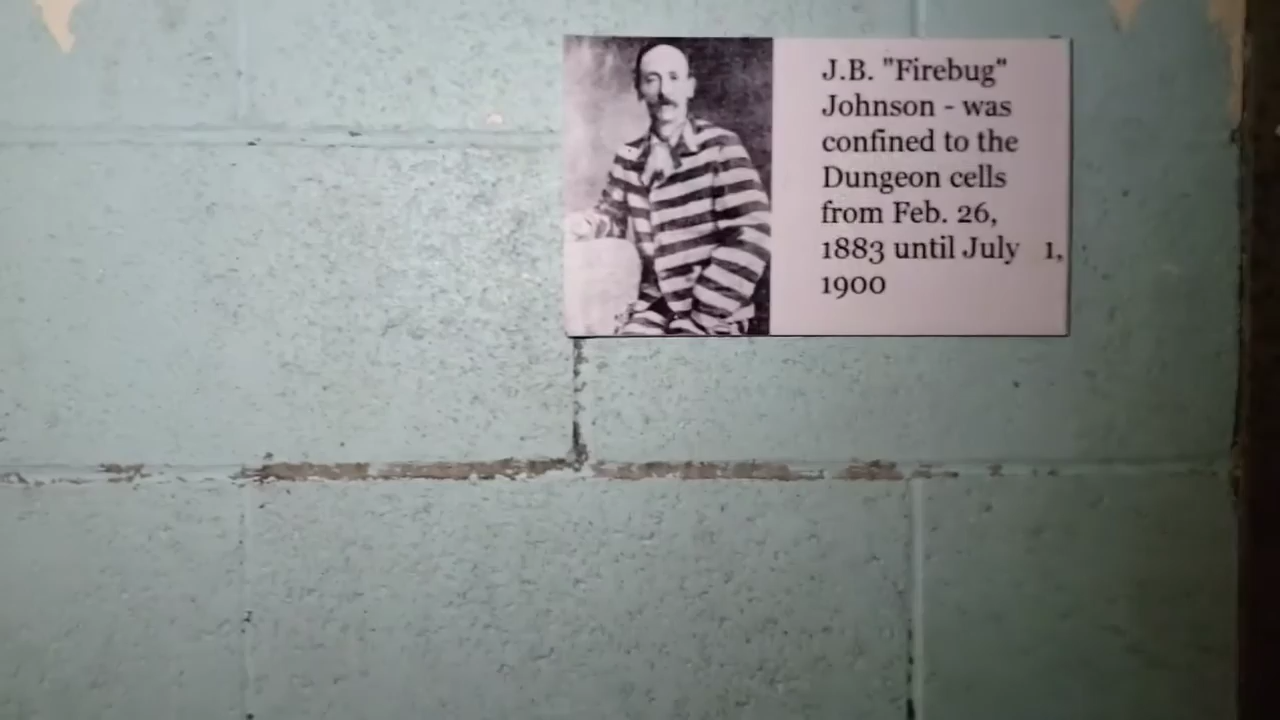 J.B. "Firebug"
Johnson - was
confined to the
Dungeon cells
from Feb. 26,
1883 until July 1,
1900